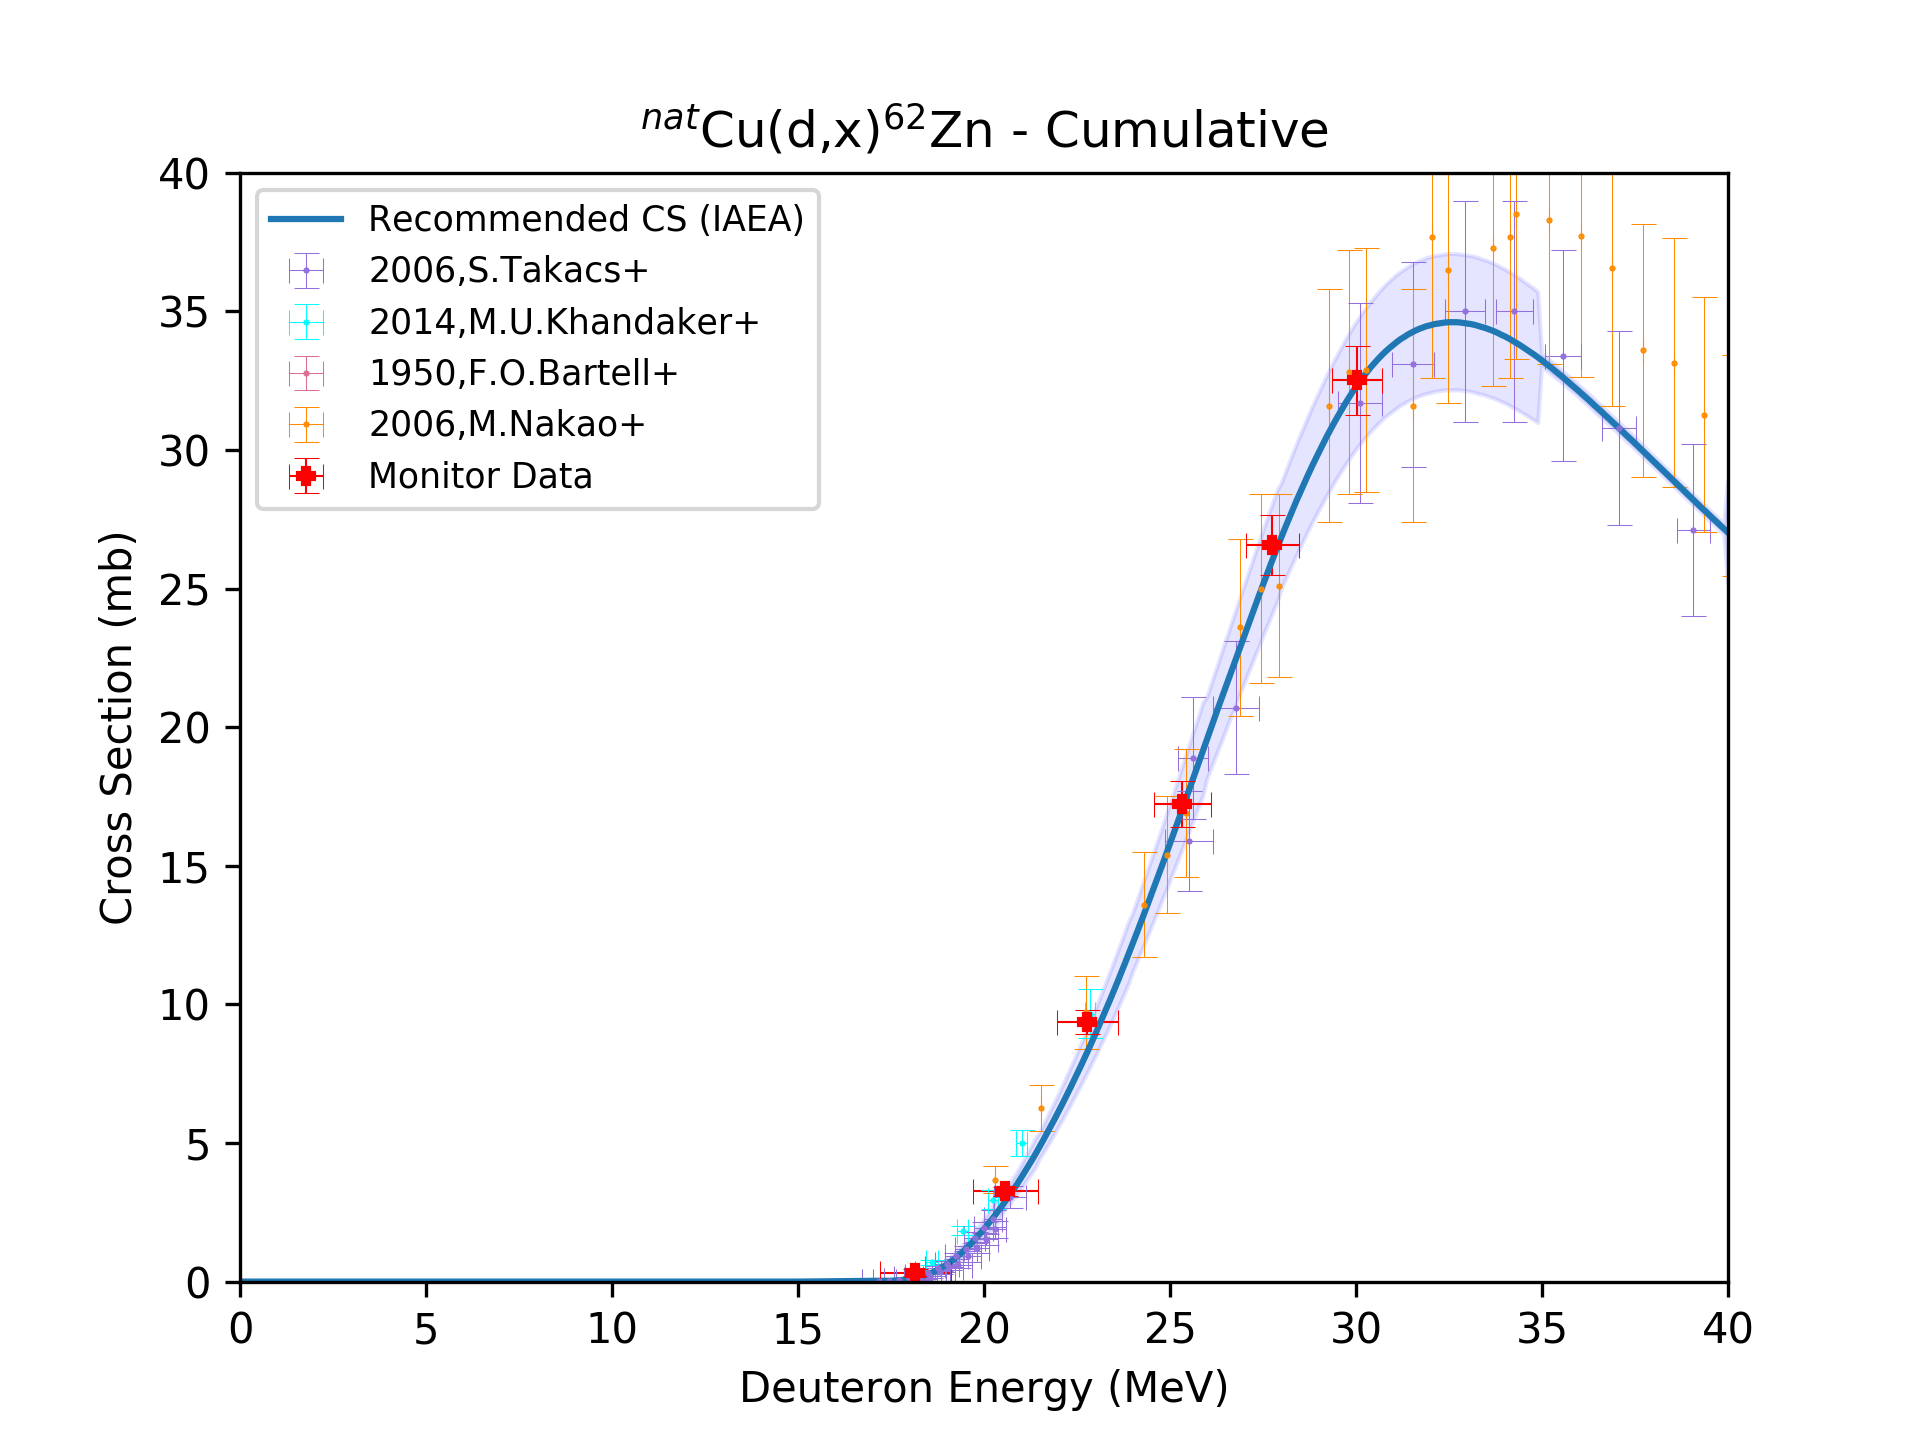 natCu(d,x)62Zn - Cumulative
Recommended CS (IAEA)
2006,S.Takacs+
2014,M.U.Khandaker+
1950,F.O.Bartell+
2006,M.Nakao+
Monitor Data
Cross Section (mb)
40
35
30
25
20
15
10
5
0
0 5 10 15 20 25 30 35 40
Deuteron Energy (MeV)